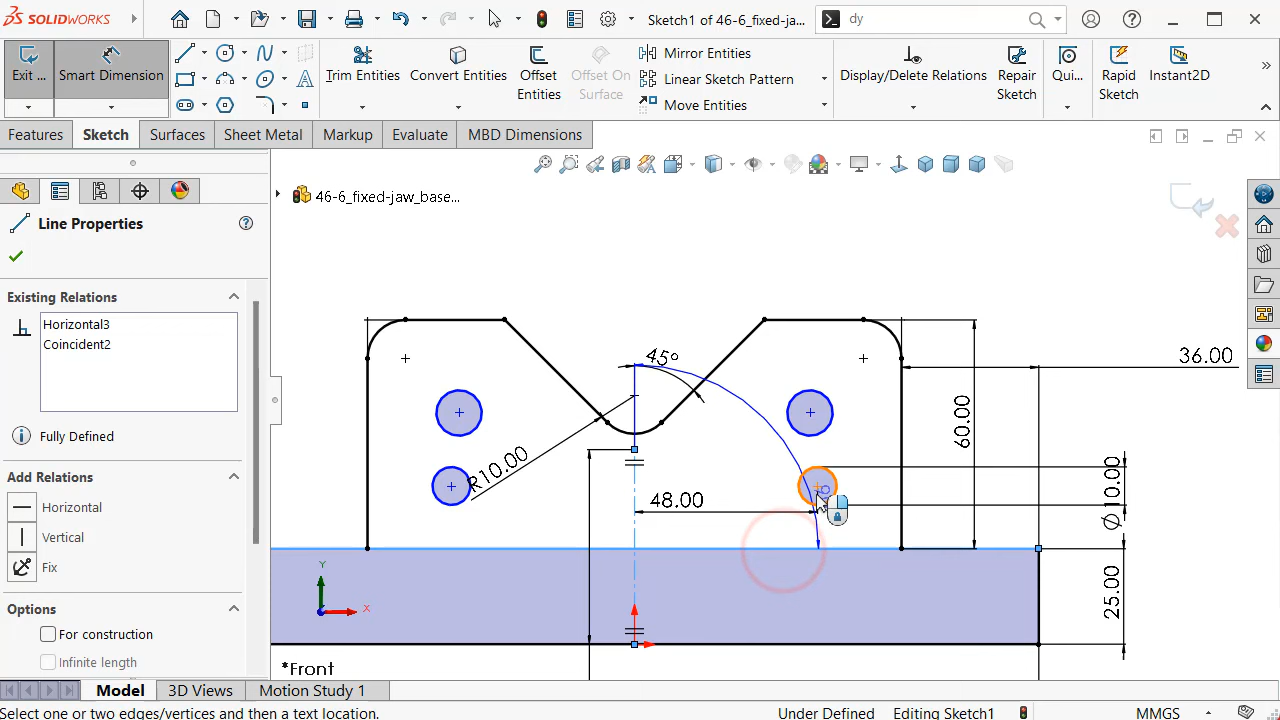 SOLIDWORKS
Sketch1 of 46-6_fixed-ja...
dy
Exit ...
Smart Dimension
Trim Entities
Convert Entities
Offset Entities
Offset On Surface
Mirror Entities
Linear Sketch Pattern
Move Entities
Display/Delete Relations
Repair Sketch
Qui...
Rapid Sketch
Instant2D
Features
Sketch
Surfaces
Sheet Metal
Markup
Evaluate
MBD Dimensions
46-6_fixed-jaw_base...
Line Properties
Existing Relations
Horizontal3
Coincident2
Fully Defined
Add Relations
Horizontal
Vertical
Fix
Options
For construction
Infinite length
45°
36.00
60.00
R10.00
48.00
Ø10.00
25.00
Y
X
*Front
Model
3D Views
Motion Study 1
Select one or two edges/vertices and then a text location.
Under Defined
Editing Sketch1
MMGS